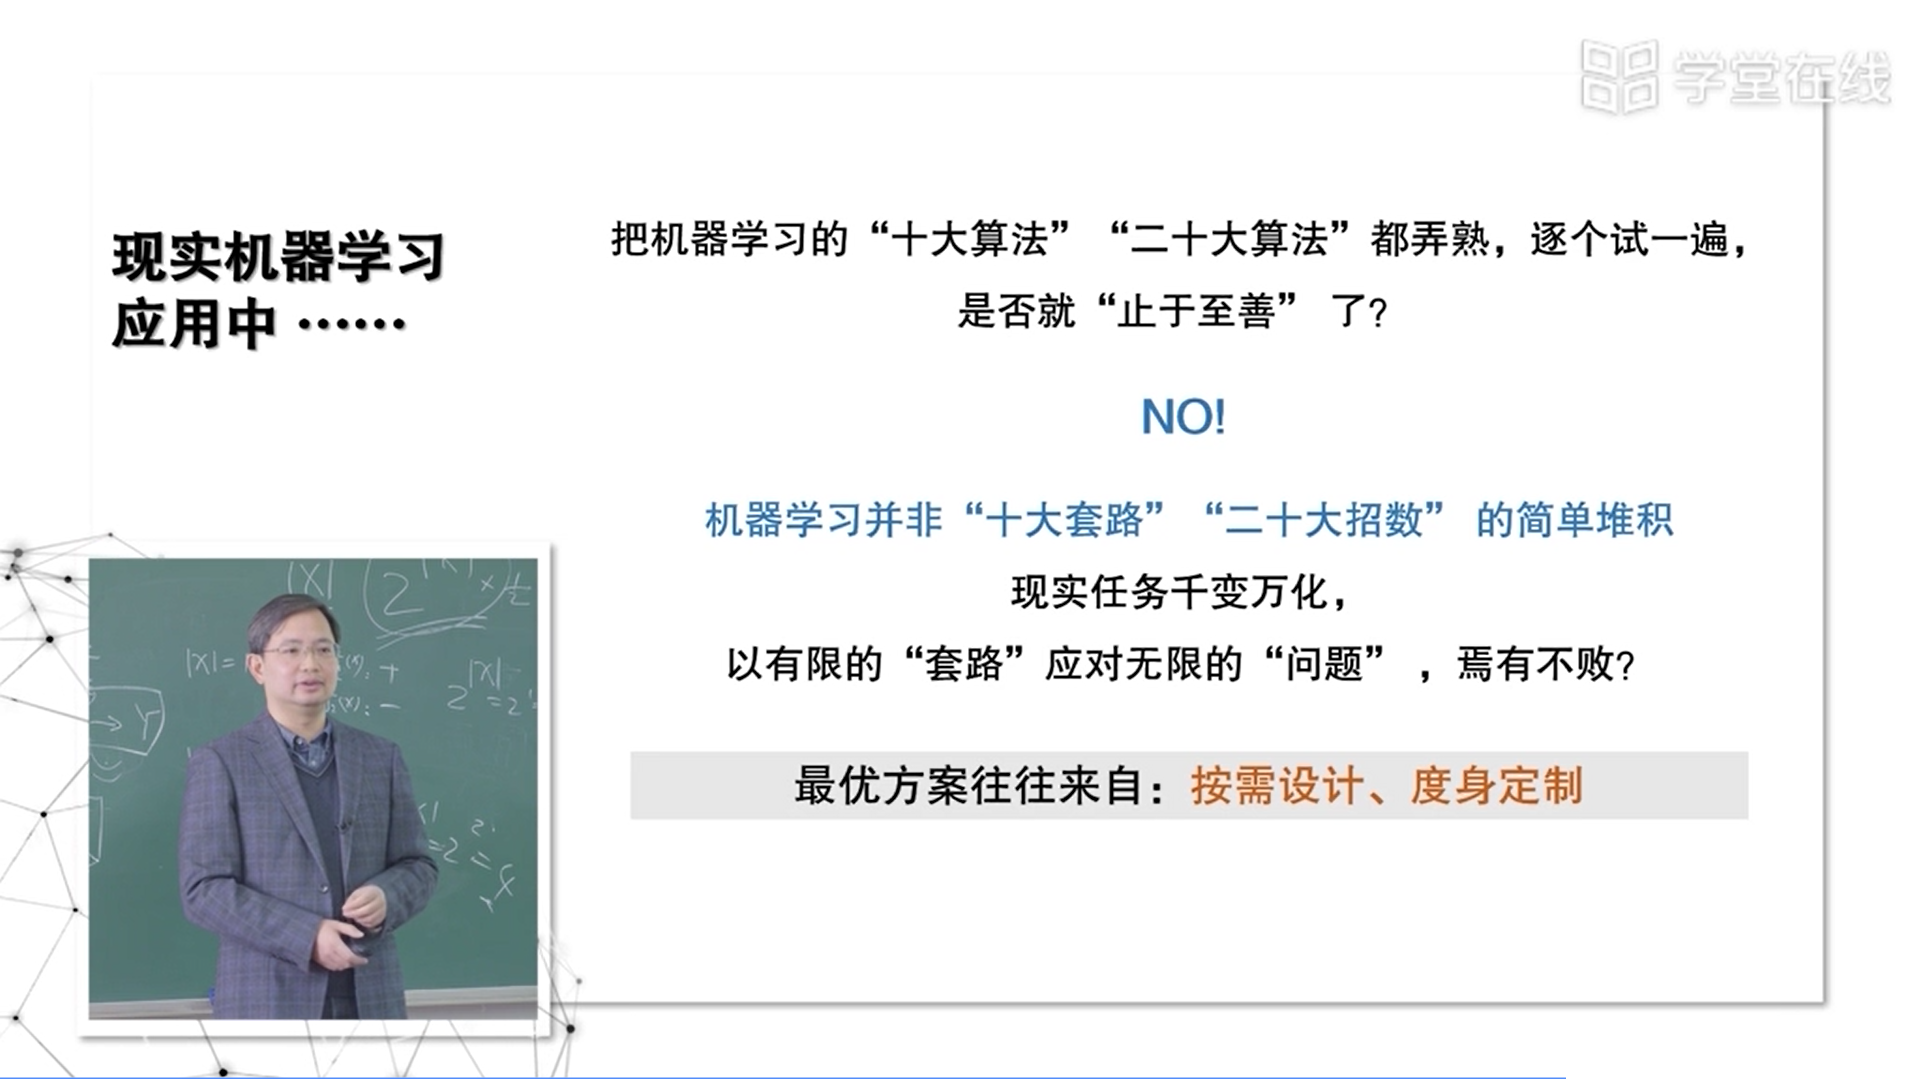 学堂在线
现实机器学习
应用中 ······
把机器学习的“十大算法” “二十大算法”都弄熟，逐个试一遍，
是否就“止于至善” 了？
NO!
机器学习并非“十大套路” “二十大招数” 的简单堆积
现实任务千变万化，
以有限的“套路”应对无限的“问题” ，焉有不败？
最优方案往往来自：按需设计、度身定制
|X|
|X|=
|X|